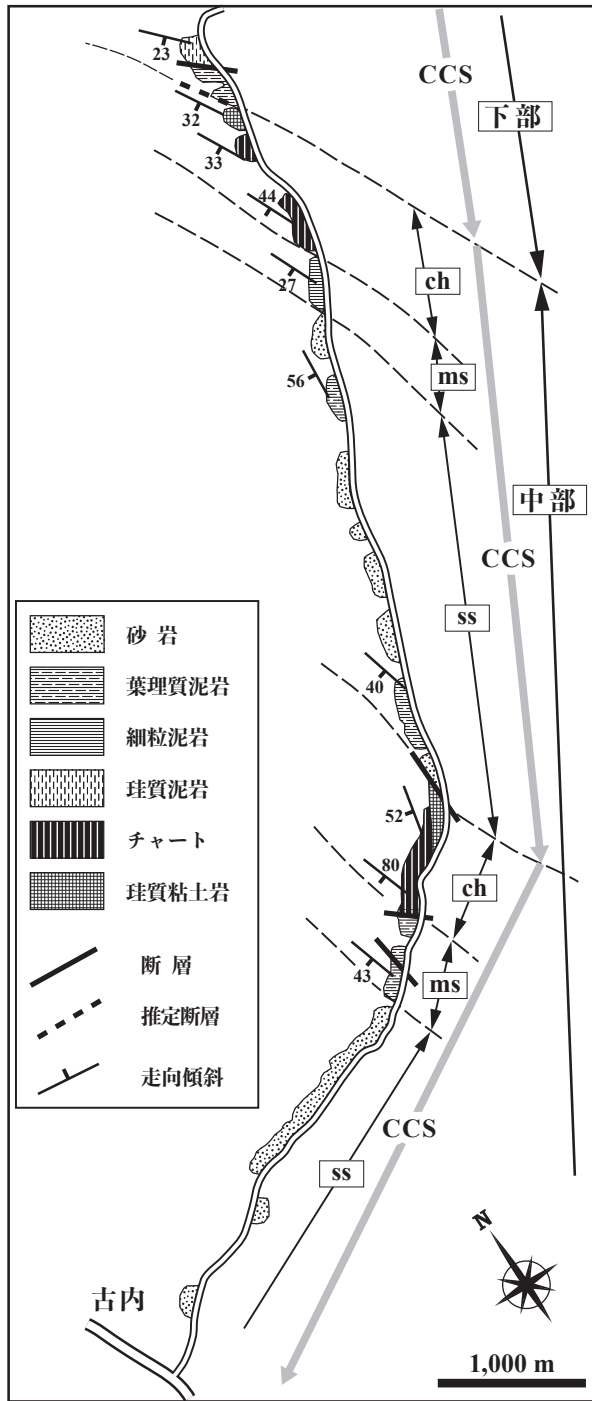 CCS
下部
23
32
33
44
27
ch
ms
56
中部
CCS
ss
砂 岩
葉理質泥岩
細粒泥岩
珪質泥岩
チャート
珪質粘土岩
断 層
推定断層
走向傾斜
40
52
80
ch
43
ms
CCS
ss
N
古内
1,000 m